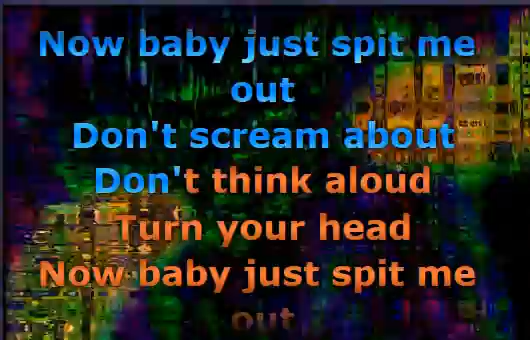 Now baby just spit me
out
Don't scream about
Don't think aloud
Turn your head
Now baby just spit me
out